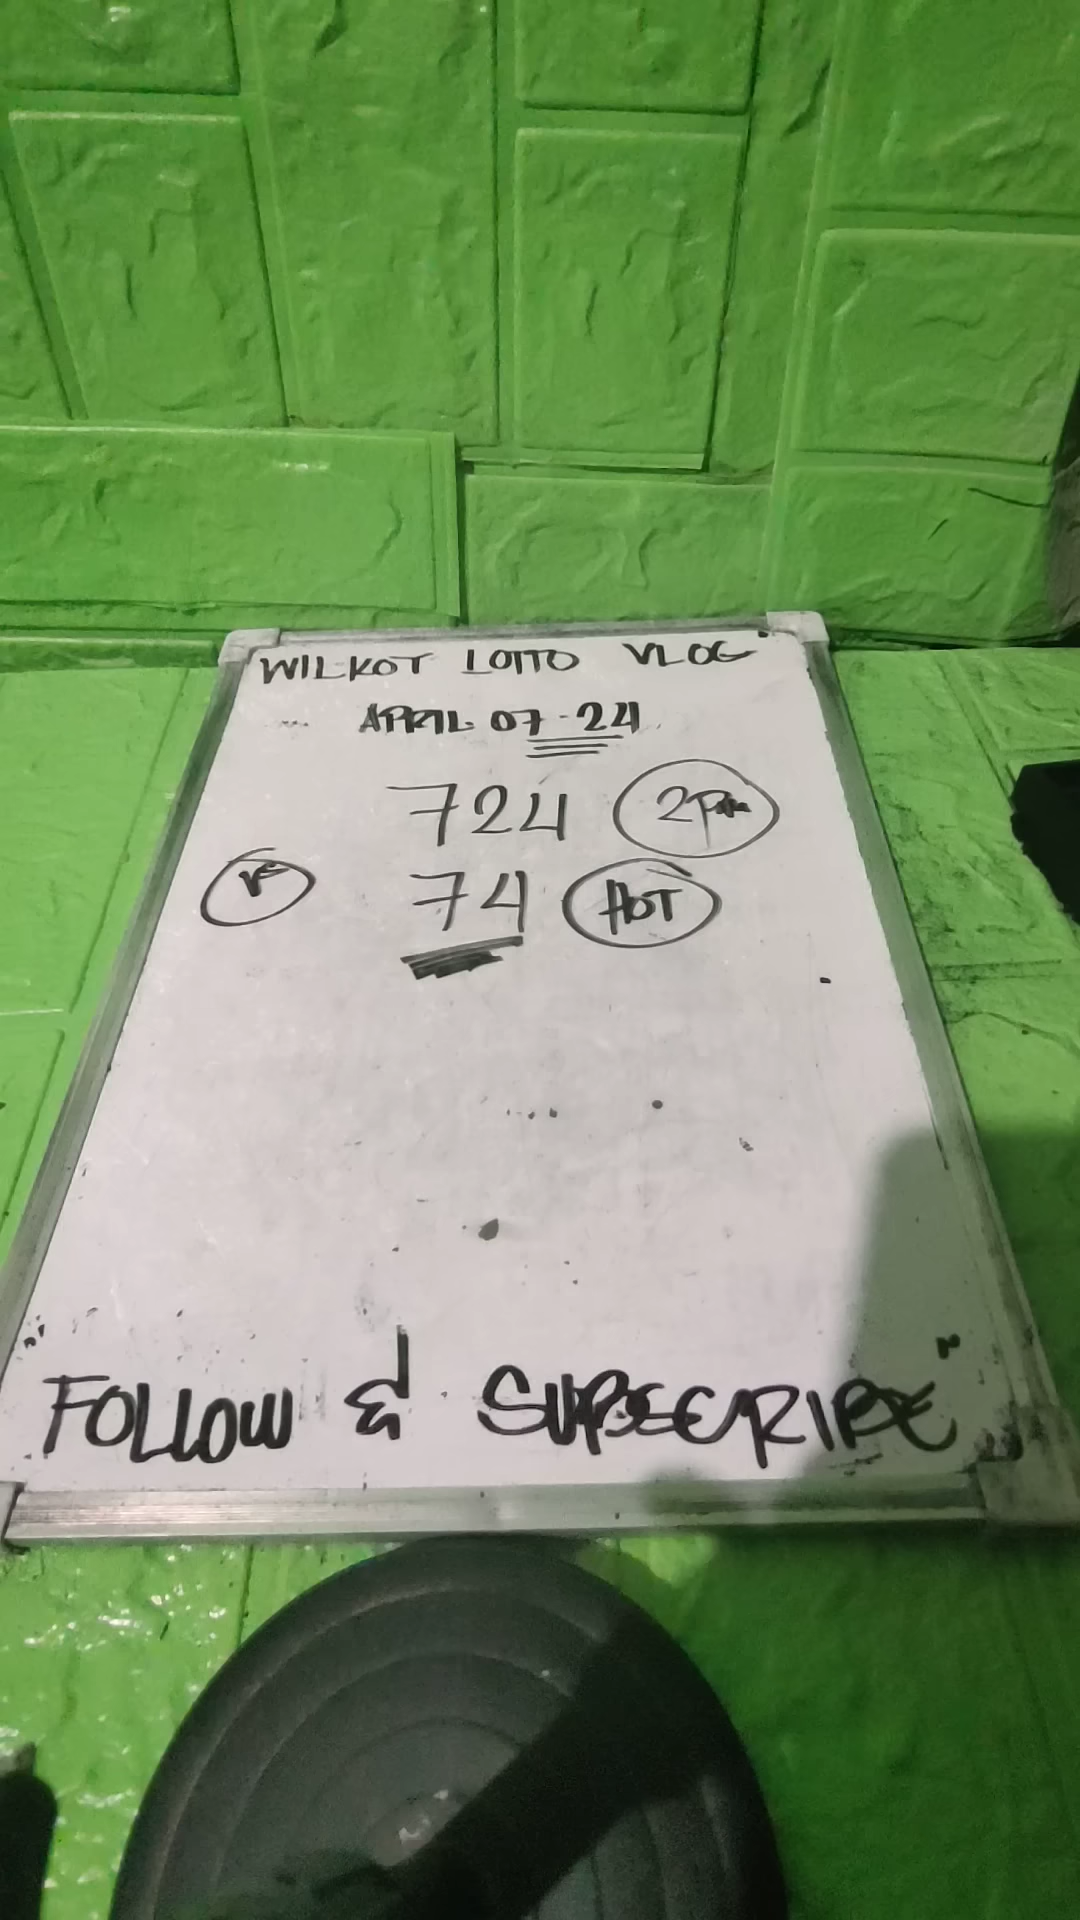 "WILKOT LOTTO VLOG"
APRIL 07-24
724 2pm
74 HOT
"FOLLOW & SUBSCRIBE"